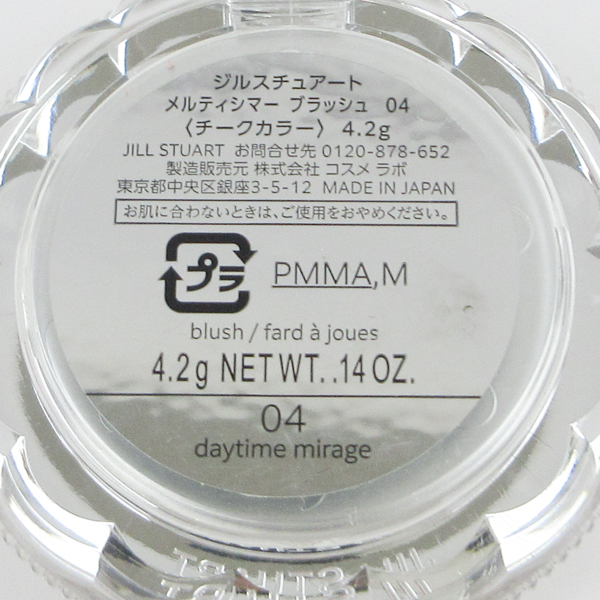 ジルスチュアート
メルティシマー ブラッシュ 04
〈チークカラー〉 4.2g
JILL STUART お問合せ先 0120-878-652
製造販売元 株式会社 コスメ ラボ
東京都中央区銀座3-5-12 MADE IN JAPAN
お肌に合わないときは、ご使用をおやめください。
プラ PMMA,M
blush / fard à joues
4.2g NET WT. .14 OZ.
04
daytime mirage